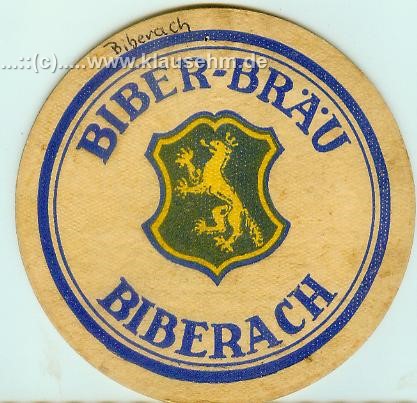 Biberach
...::(c).....www.klausehm.de
BIBER-BRÄU
BIBERACH